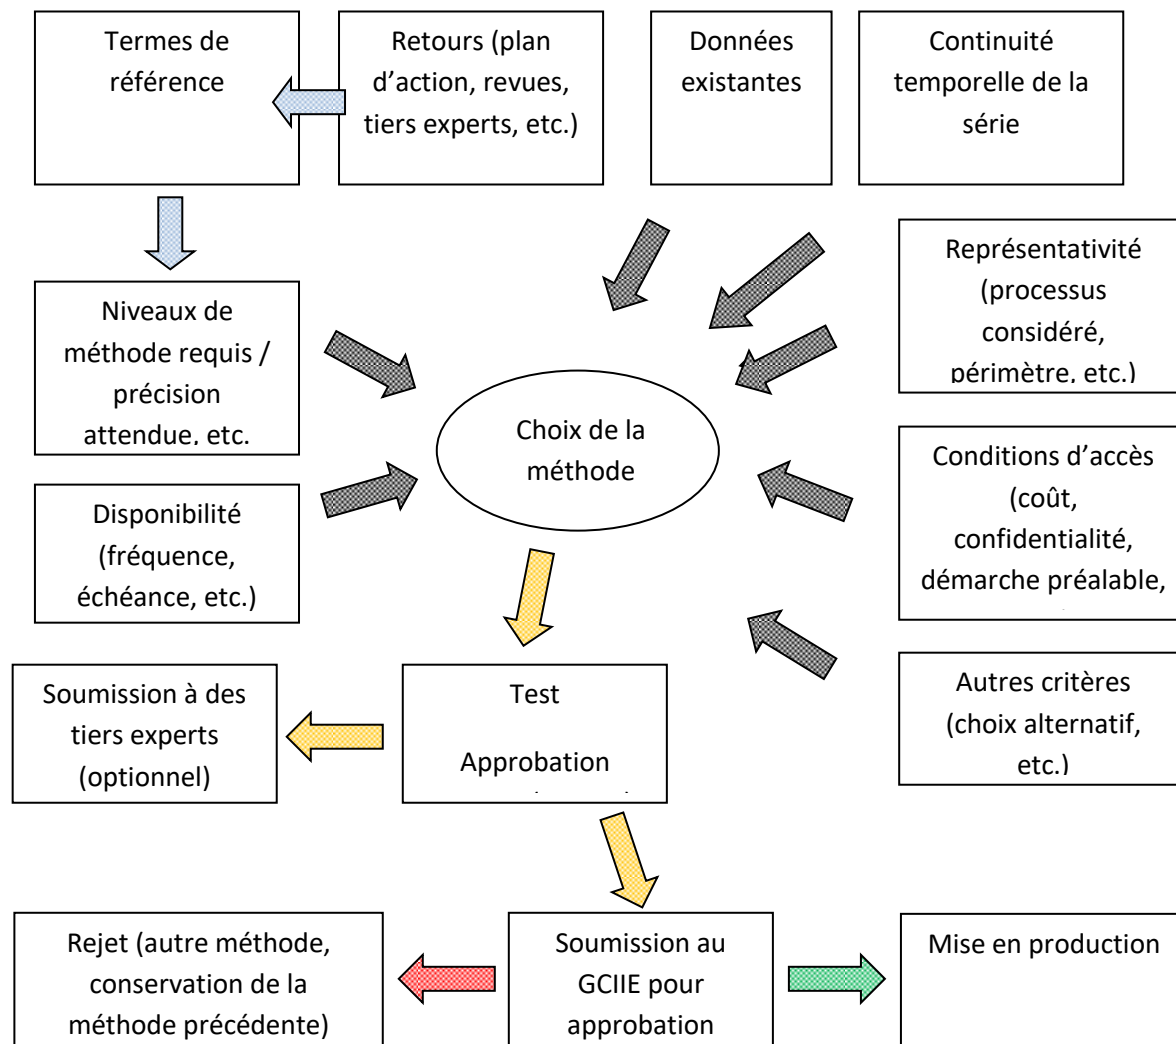 Termes de
référence
Retours (plan
d’action, revues,
tiers experts, etc.)
Données
existantes
Continuité
temporelle de la
série
Représentativité
(processus
considéré,
périmètre, etc.)
Niveaux de
méthode requis /
précision
attendue, etc.
Choix de la
méthode
Conditions d’accès
(coût,
confidentialité,
démarche préalable,
Disponibilité
(fréquence,
échéance, etc.)
Autres critères
(choix alternatif,
etc.)
Soumission à des
tiers experts
(optionnel)
Test
Approbation
Rejet (autre méthode,
conservation de la
méthode précédente)
Soumission au
GCIIE pour
approbation
Mise en production